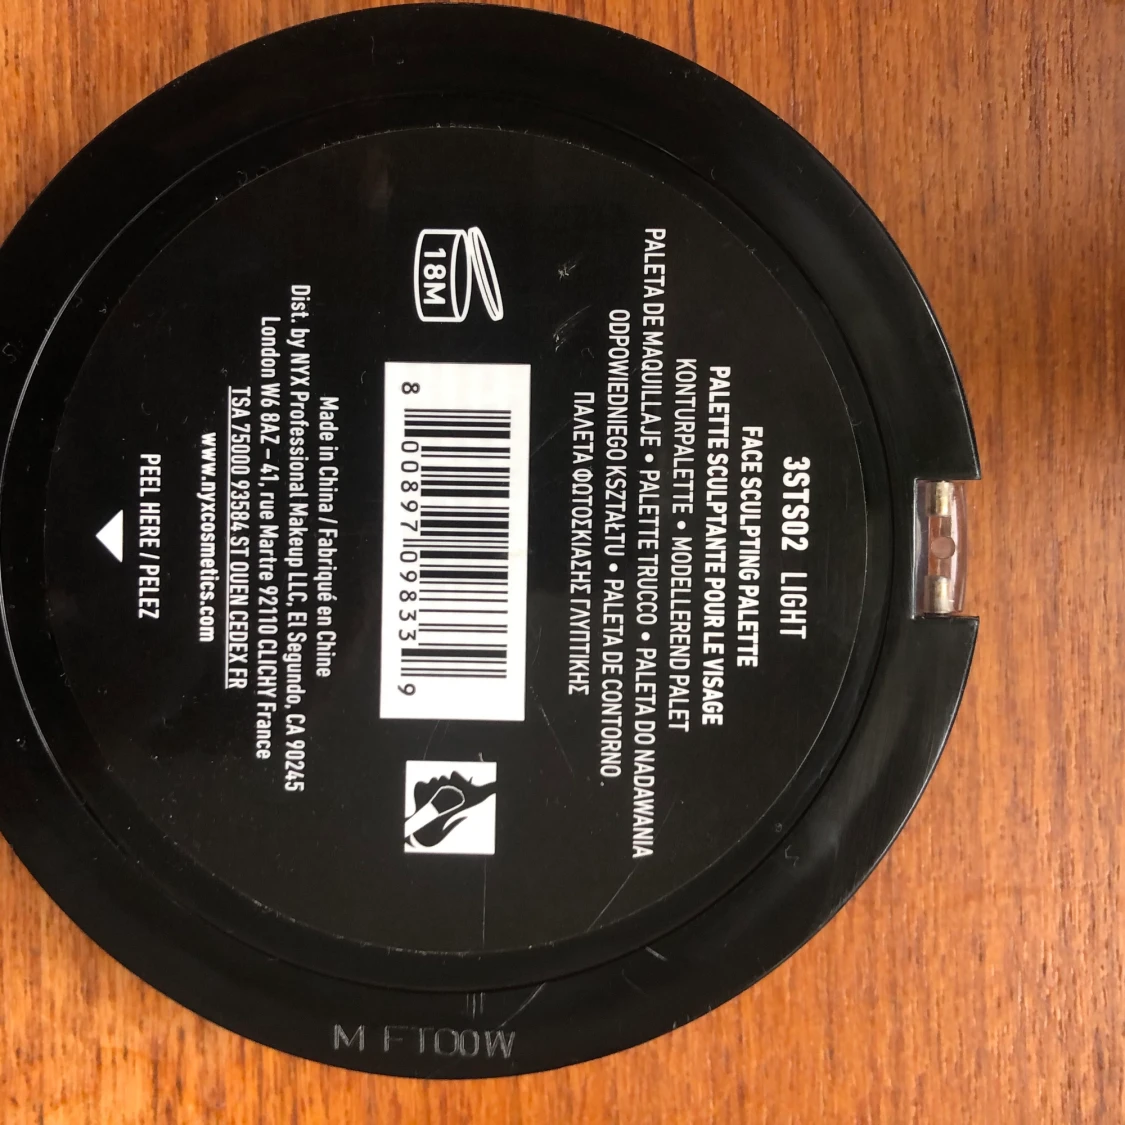 3STS02 LIGHT
FACE SCULPTING PALETTE
PALETTE SCULPTANTE POUR LE VISAGE
KONTURPALETTE • MODELLEREND PALET
PALETA DE MAQUILLAJE • PALETTE TRUCCO • PALETA DO NADAWANIA
ODPOWIEDNIEGO KSZTAŁTU • PALETA DE CONTORNO
ΠΑΛΕΤΑ ΦΩΤΟΣΚΙΑΣΗΣ ΓΛΥΠΤΙΚΗΣ
18M
8 00897 09833 9
Made in China / Fabriqué en Chine
Dist. by NYX Professional Makeup LLC, El Segundo, CA 90245
London W6 8AZ – 41, rue Martre 92110 CLICHY France
TSA 75000 93584 ST OUEN CEDEX FR
www.nyxcosmetics.com
PEEL HERE / PELEZ
M FT00W